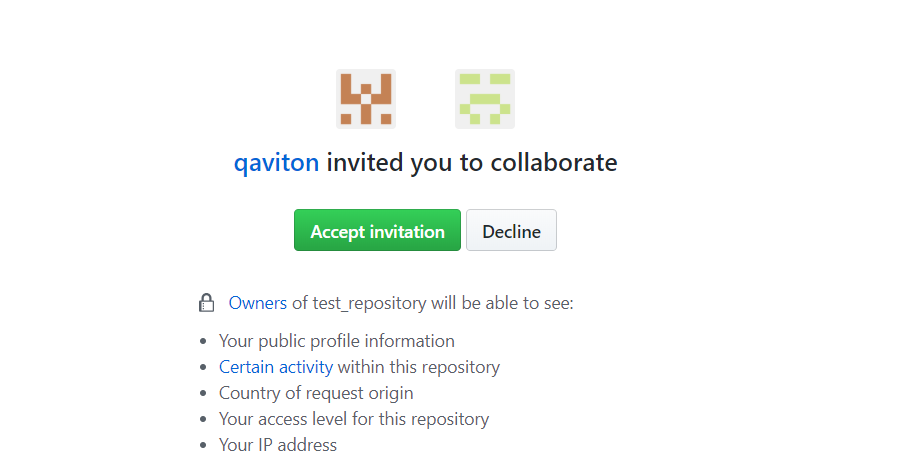 qaviton invited you to collaborate
Accept invitation Decline
Owners of test_repository will be able to see:
Your public profile information
Certain activity within this repository
Country of request origin
Your access level for this repository
Your IP address